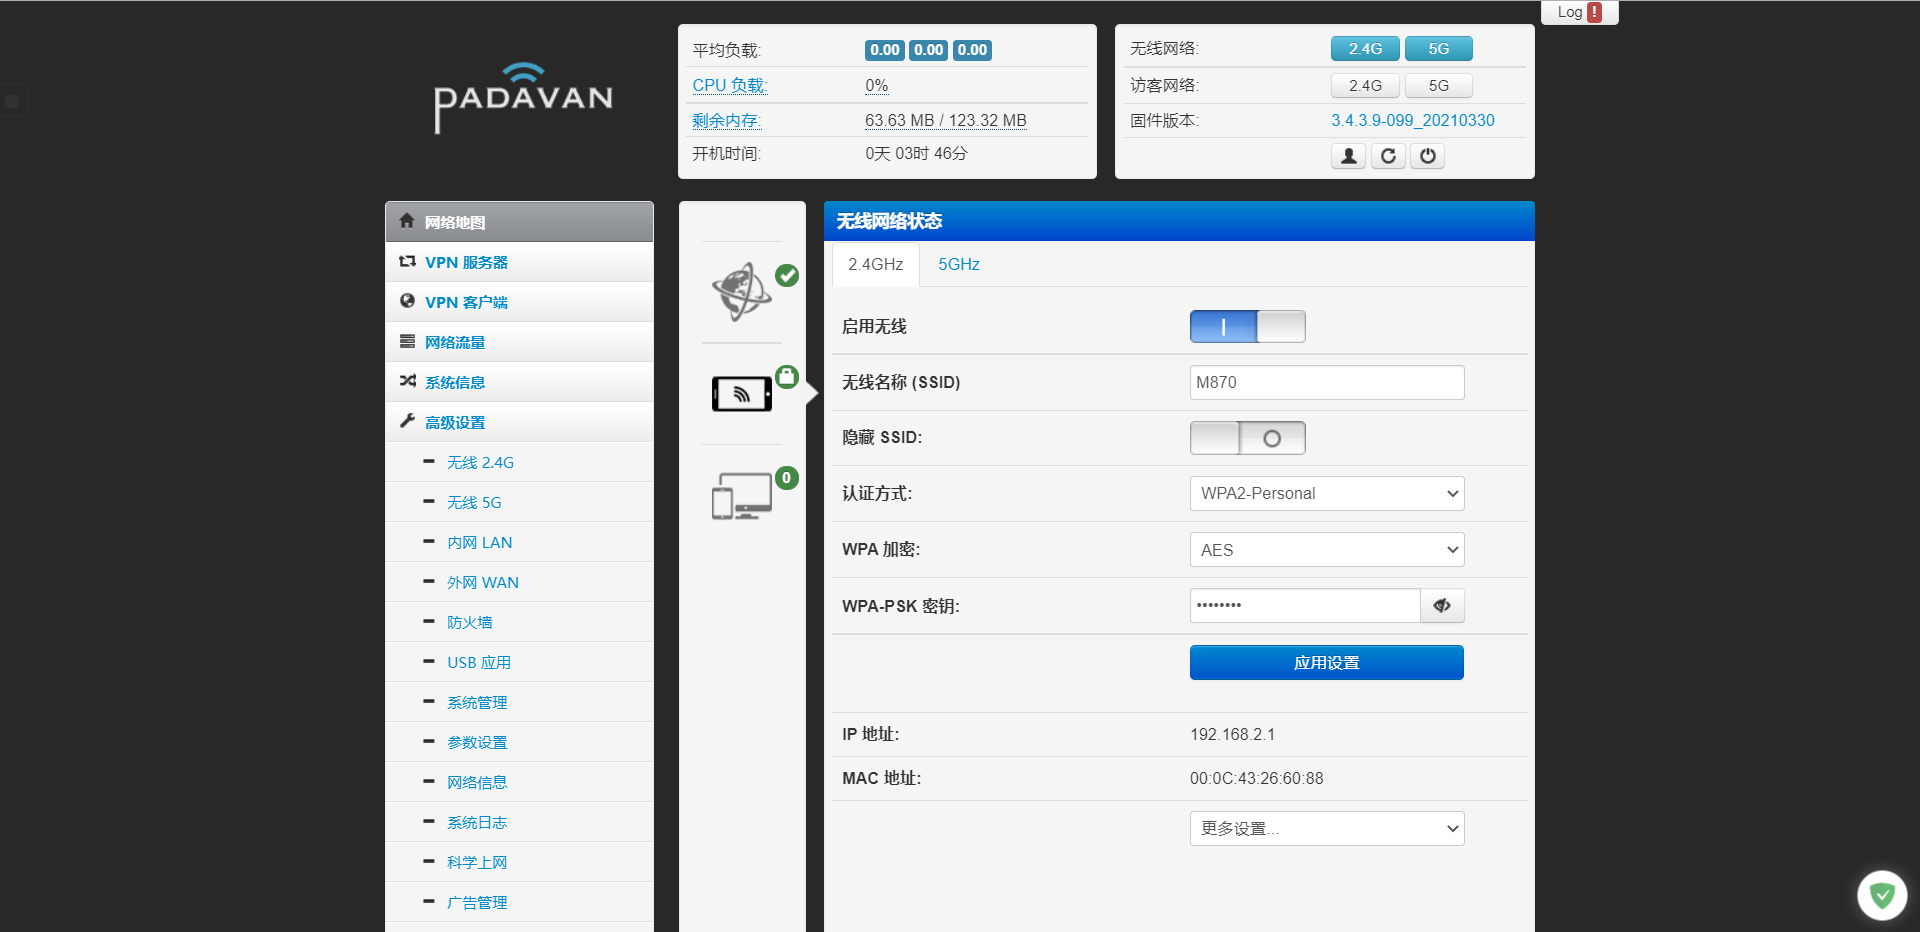 Log !
PADAVAN
平均负载: 0.00 0.00 0.00
CPU 负载: 0%
剩余内存: 63.63 MB / 123.32 MB
开机时间: 0天 03时 46分
无线网络: 2.4G 5G
访客网络: 2.4G 5G
固件版本: 3.4.3.9-099_20210330
网络地图
VPN 服务器
VPN 客户端
网络流量
系统信息
高级设置
无线 2.4G
无线 5G
内网 LAN
外网 WAN
防火墙
USB 应用
系统管理
参数设置
网络信息
系统日志
科学上网
广告管理
0
无线网络状态
2.4GHz 5GHz
启用无线
无线名称 (SSID) M870
隐藏 SSID:
认证方式: WPA2-Personal
WPA 加密: AES
WPA-PSK 密钥: ••••••••
应用设置
IP 地址: 192.168.2.1
MAC 地址: 00:0C:43:26:60:88
更多设置...